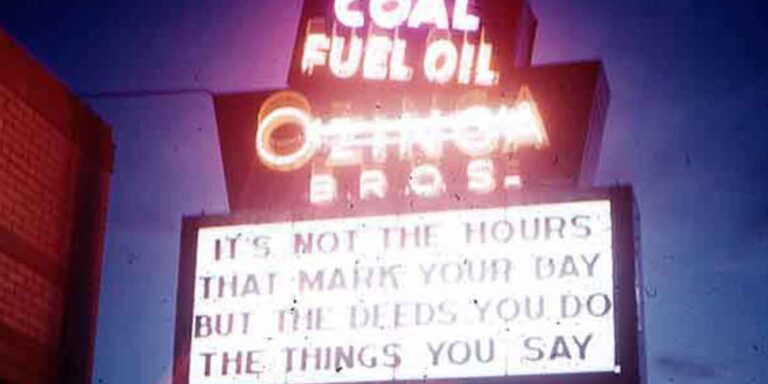 COAL
FUEL OIL
OZINGA
BROS.
IT'S NOT THE HOURS
THAT MARK YOUR DAY
BUT THE DEEDS YOU DO
THE THINGS YOU SAY